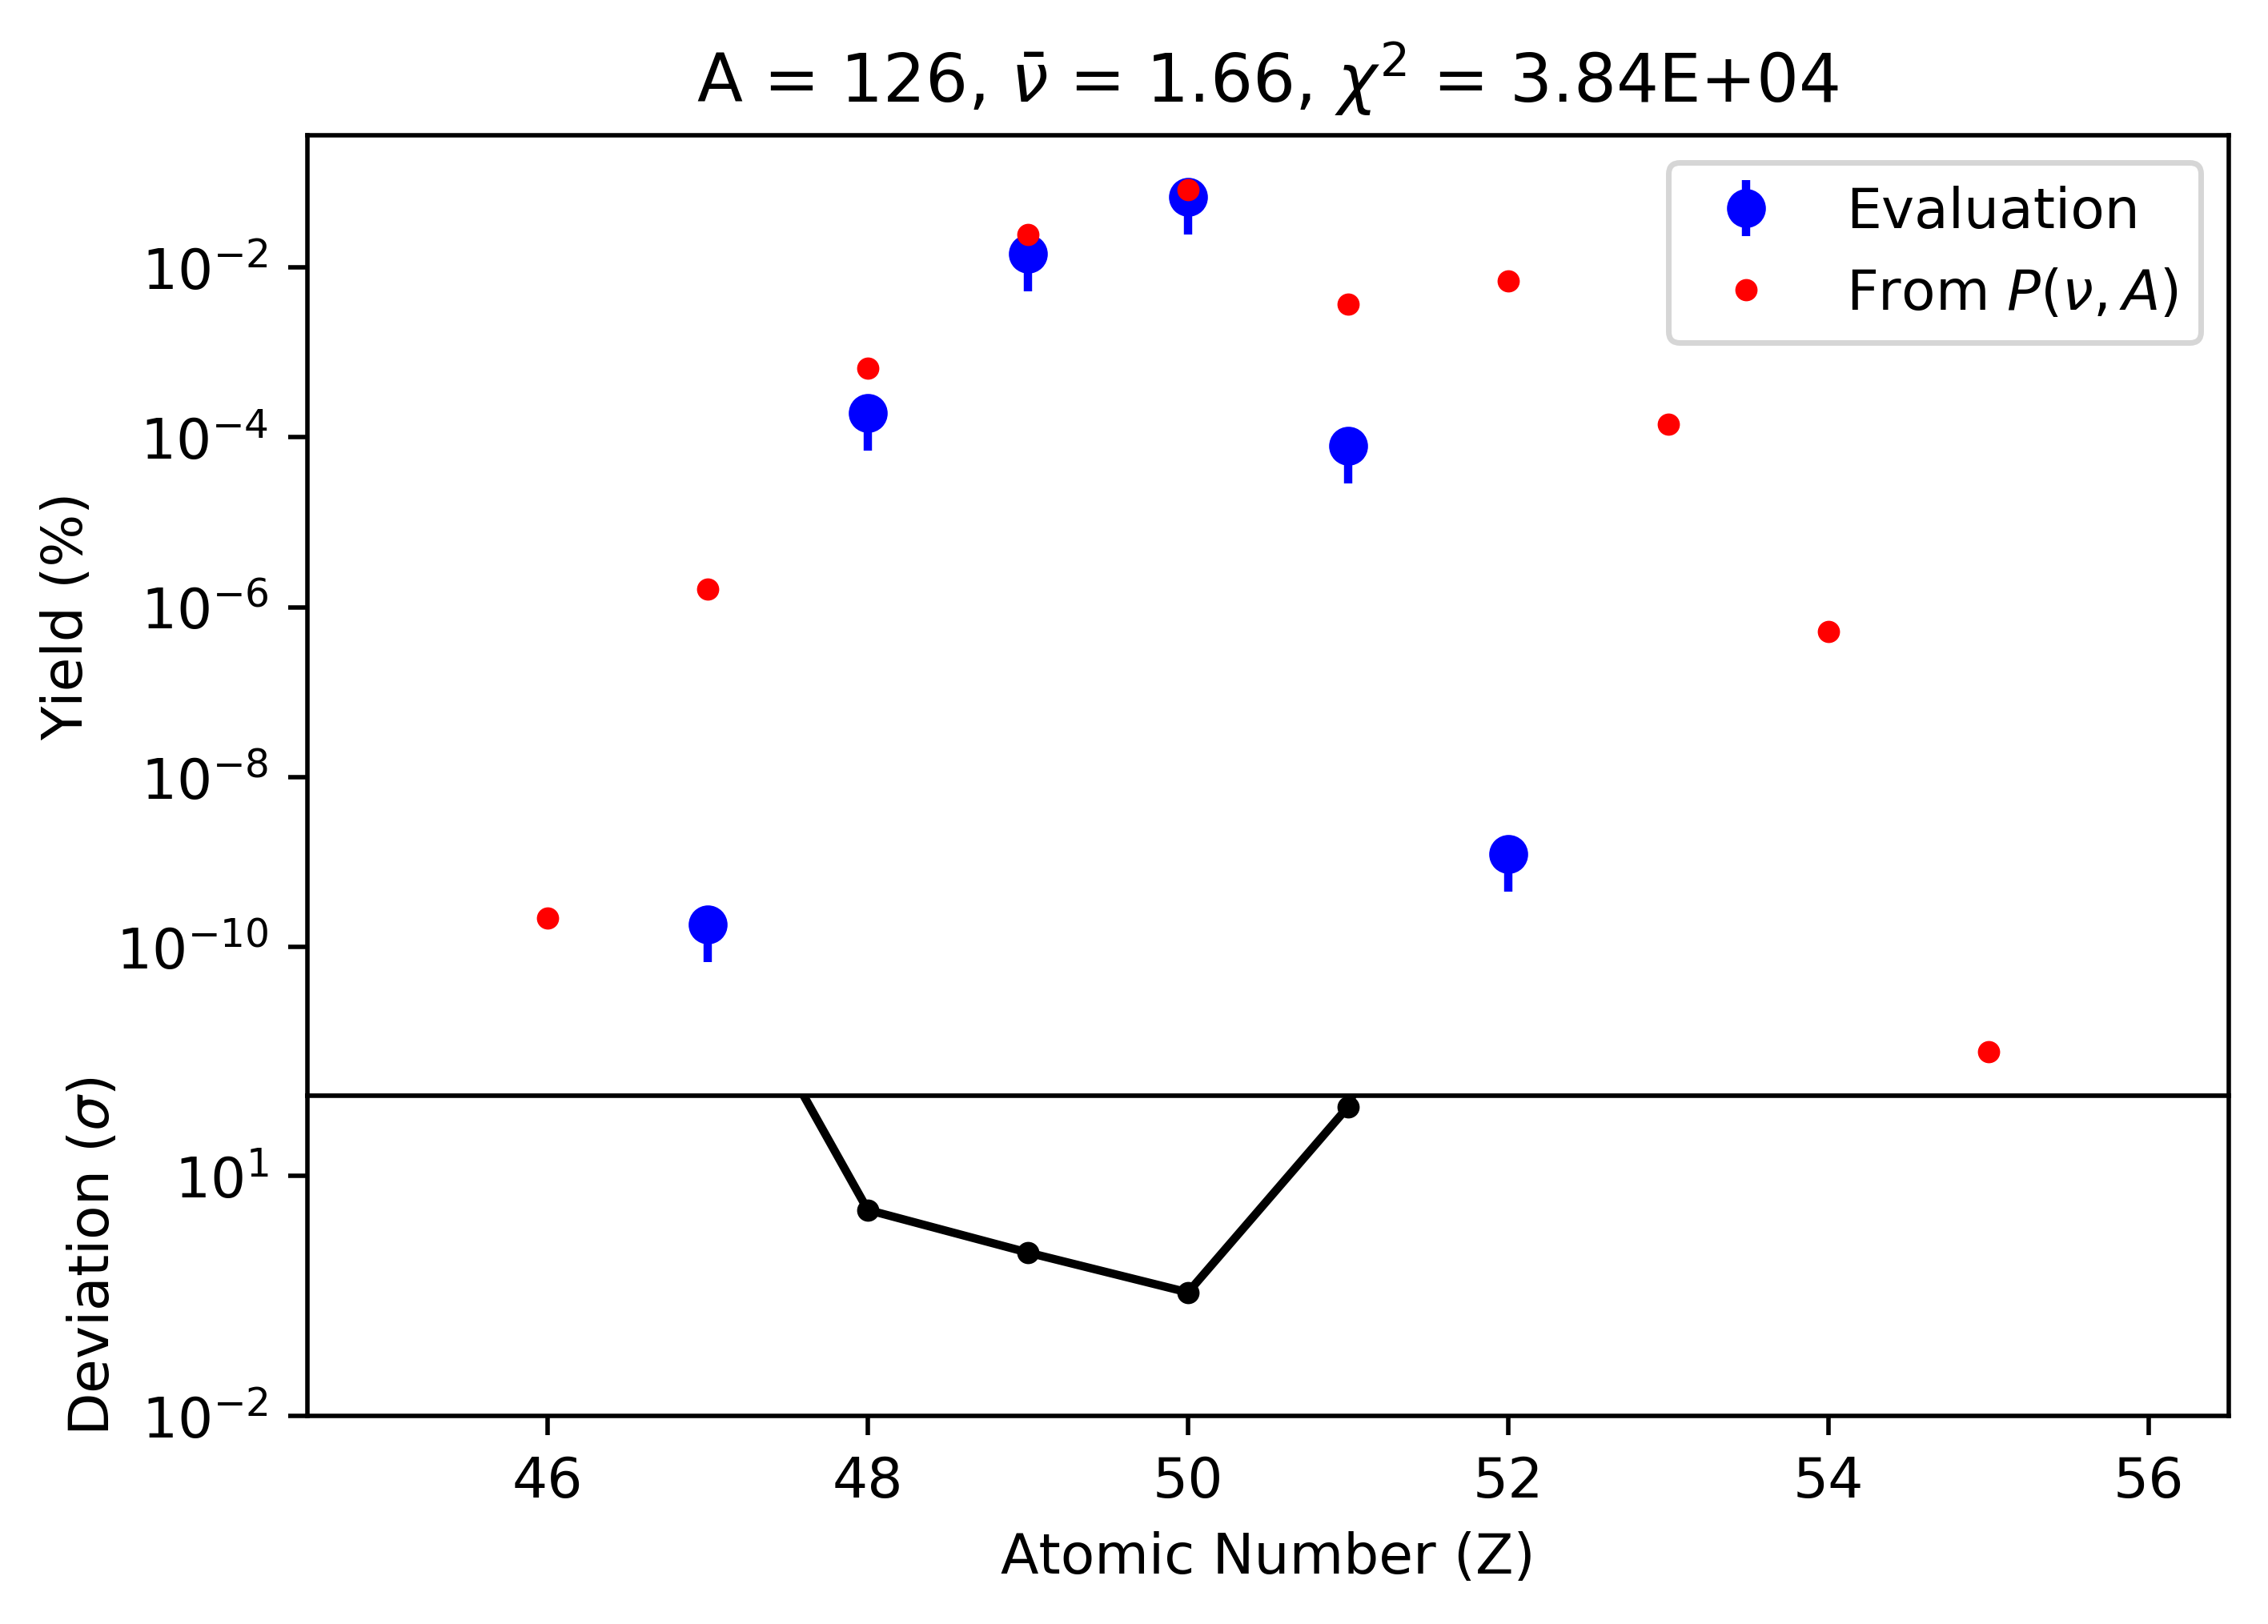 A = 126, ν̄ = 1.66, χ² = 3.84E+04
Evaluation
From P(ν, A)
Yield (%)
10⁻²
10⁻⁴
10⁻⁶
10⁻⁸
10⁻¹⁰
Deviation (σ)
10¹
10⁻²
46 48 50 52 54 56
Atomic Number (Z)